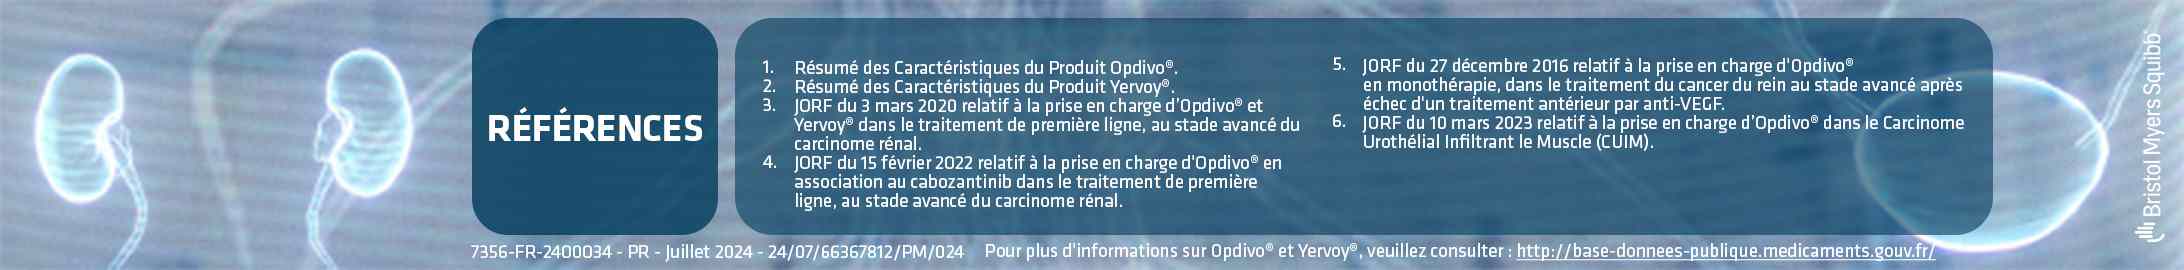 RÉFÉRENCES
1. Résumé des Caractéristiques du Produit Opdivo®.
2. Résumé des Caractéristiques du Produit Yervoy®.
3. JORF du 3 mars 2020 relatif à la prise en charge d'Opdivo® et
Yervoy® dans le traitement de première ligne, au stade avancé du
carcinome rénal.
4. JORF du 15 février 2022 relatif à la prise en charge d'Opdivo® en
association au cabozantinib dans le traitement de première
ligne, au stade avancé du carcinome rénal.
5. JORF du 27 décembre 2016 relatif à la prise en charge d'Opdivo®
en monothérapie, dans le traitement du cancer du rein au stade avancé après
échec d'un traitement antérieur par anti-VEGF.
6. JORF du 10 mars 2023 relatif à la prise en charge d'Opdivo® dans le Carcinome
Urothélial Infiltrant le Muscle (CUIM).
7356-FR-2400034 - PR - Juillet 2024 - 24/07/66367812/PM/024 Pour plus d'informations sur Opdivo® et Yervoy®, veuillez consulter : http://base-donnees-publique.medicaments.gouv.fr/
Bristol Myers Squibb™